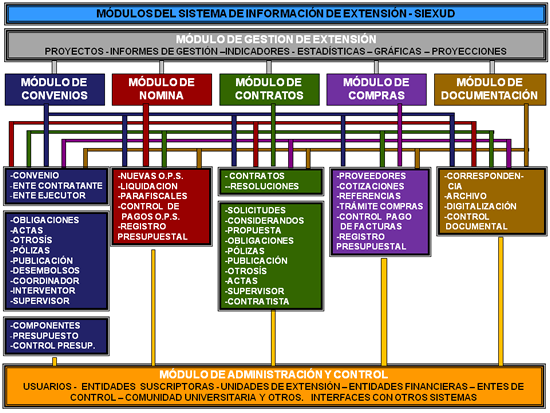 MÓDULOS DEL SISTEMA DE INFORMACIÓN DE EXTENSIÓN - SIEXUD
MÓDULO DE GESTION DE EXTENSIÓN
PROYECTOS - INFORMES DE GESTIÓN –INDICADORES - ESTADÍSTICAS – GRÁFICAS – PROYECCIONES
MÓDULO DE
CONVENIOS
MÓDULO DE
NOMINA
MÓDULO DE
CONTRATOS
MÓDULO DE
COMPRAS
MÓDULO DE
DOCUMENTACIÓN
-CONVENIO
-ENTE CONTRATANTE
-ENTE EJECUTOR
-OBLIGACIONES
-ACTAS
-OTROSÍS
-PÓLIZAS
-PUBLICACIÓN
-DESEMBOLSOS
-COORDINADOR
-INTERVENTOR
-SUPERVISOR
-COMPONENTES
-PRESUPUESTO
-CONTROL PRESUP.
-NUEVAS O.P.S.
-LIQUIDACION
-PARAFISCALES
-CONTROL DE
PAGOS O.P.S.
-REGISTRO
PRESUPUESTAL
-CONTRATOS
--RESOLUCIONES
-SOLICITUDES
-CONSIDERANDOS
-PROPUESTA
-OBLIGACIONES
-PÓLIZAS
-PUBLICACIÓN
-OTROSÍS
-ACTAS
-SUPERVISOR
-CONTRATISTA
-PROVEEDORES
-COTIZACIONES
-REFERENCIAS
-TRÁMITE COMPRAS
-CONTROL PAGO
DE FACTURAS
-REGISTRO
PRESUPUESTAL
-CORRESPONDEN-
CIA
-ARCHIVO
-DIGITALIZACIÓN
-CONTROL
DOCUMENTAL
MÓDULO DE ADMINISTRACIÓN Y CONTROL
USUARIOS - ENTIDADES SUSCRIPTORAS - UNIDADES DE EXTENSIÓN – ENTIDADES FINANCIERAS – ENTES DE
CONTROL – COMUNIDAD UNIVERSITARIA Y OTROS. INTERFACES CON OTROS SISTEMAS